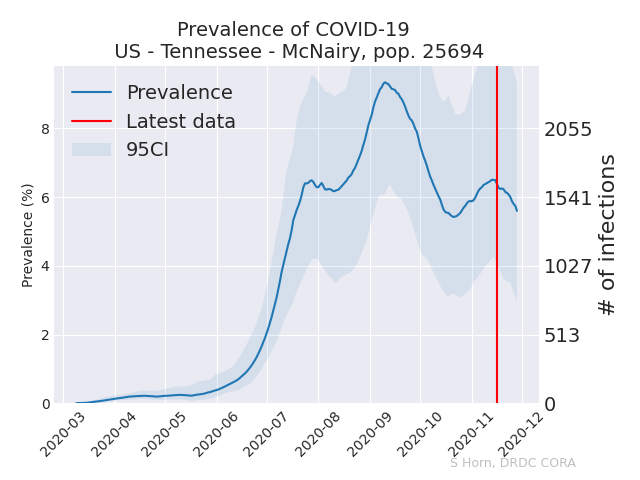 Prevalence of COVID-19
US - Tennessee - McNairy, pop. 25694
Prevalence
Latest data
95CI
Prevalence (%)
8
6
4
2
0
2055
1541
1027
513
0
# of infections
2020-03
2020-04
2020-05
2020-06
2020-07
2020-08
2020-09
2020-10
2020-11
2020-12
S Horn, DRDC CORA